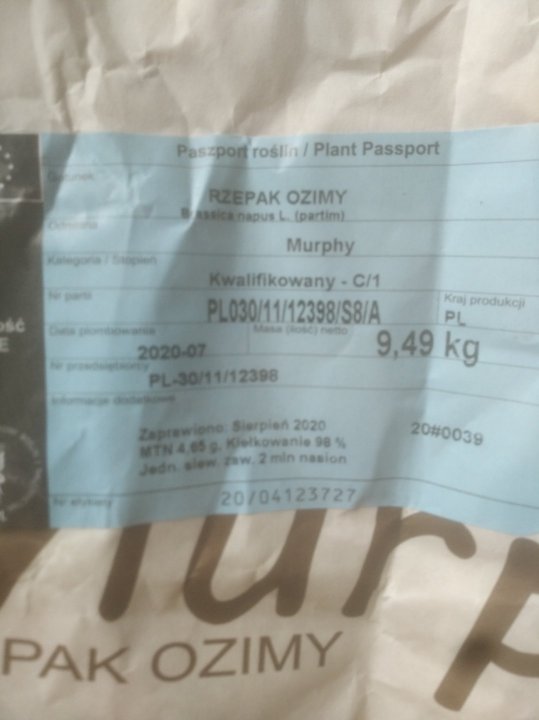 Paszport roślin / Plant Passport
Gatunek
RZEPAK OZIMY
Brassica napus L. (partim)
Odmiana
Murphy
Kategoria / Stopień
Kwalifikowany - C/1
Nr partii
PL030/11/12398/S8/A
Kraj produkcji
PL
Data plombowania
2020-07
Masa (ilość) netto
9,49 kg
Nr przedsiębiorcy
PL-30/11/12398
Informacje dodatkowe
Zaprawiono: Sierpień 2020
MTN 4,65 g, Kiełkowanie 98 %
Jedn. siew. zaw. 2 mln nasion
20#0039
Nr etykiety
20/04123727
OŚĆ
E
Murp
PAK OZIMY